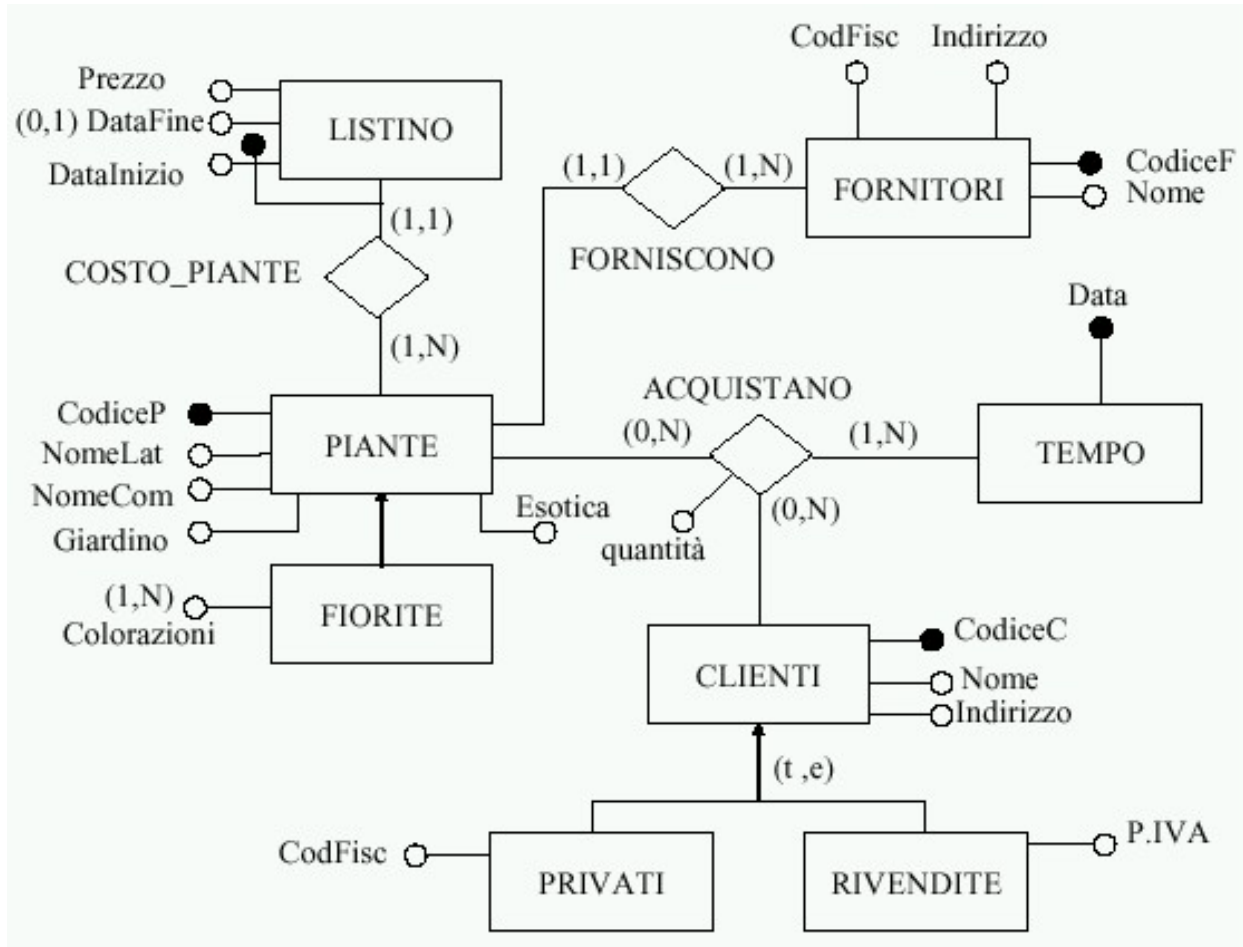 CodFisc
Indirizzo
Prezzo
(0,1) DataFine
DataInizio
LISTINO
(1,1)
(1,N)
FORNITORI
CodiceF
Nome
(1,1)
COSTO_PIANTE
FORNISCONO
Data
(1,N)
ACQUISTANO
CodiceP
NomeLat
NomeCom
Giardino
PIANTE
(0,N)
(1,N)
TEMPO
Esotica
quantità
(0,N)
(1,N)
Colorazioni
FIORITE
CLIENTI
CodiceC
Nome
Indirizzo
(t ,e)
CodFisc
PRIVATI
RIVENDITE
P.IVA